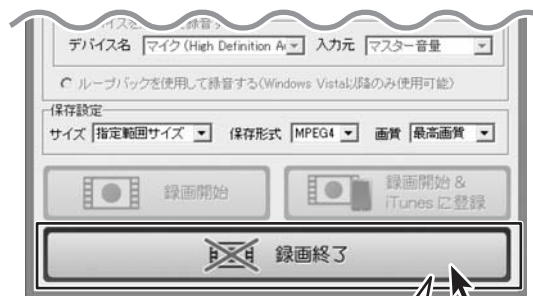 デバイス名 マイク (High Definition A 入力元 マスター音量
ループバックを使用して録音する(Windows Vista以降のみ使用可能)
保存設定
サイズ 指定範囲サイズ 保存形式 MPEG4 画質 最高画質
録画開始
録画開始 &
iTunes に登録
録画終了